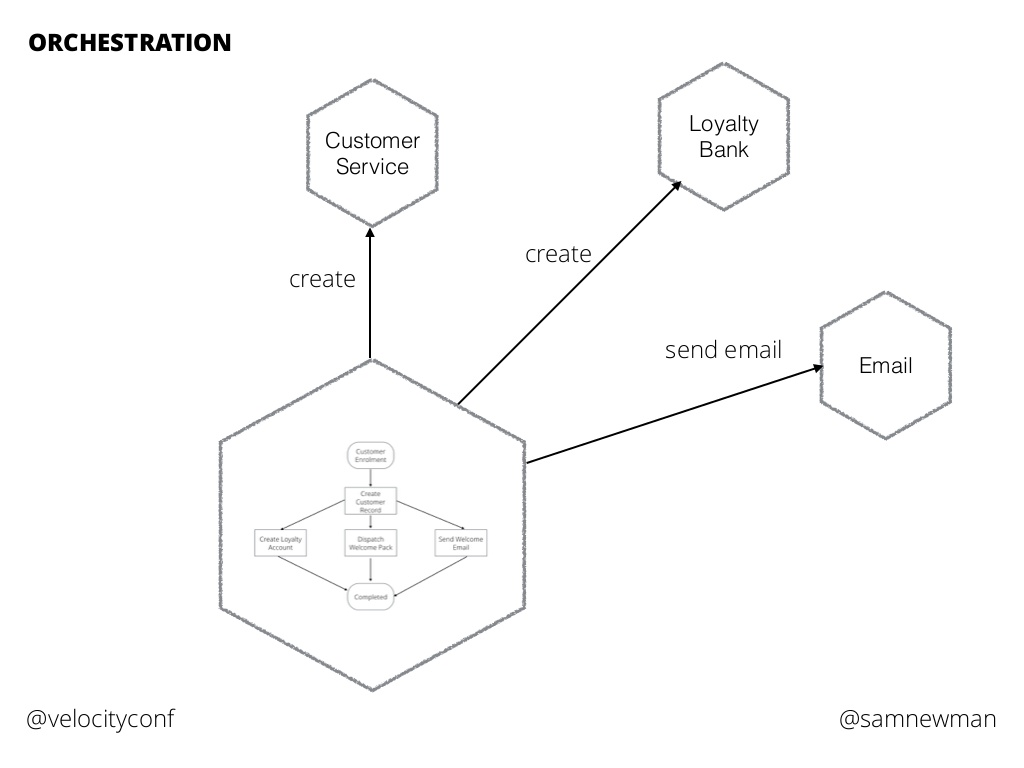 ORCHESTRATION
Customer
Service
Loyalty
Bank
create
create
send email
Email
Customer
Enrolment
Create
Customer
Record
Create Loyalty
Account
Dispatch
Welcome Pack
Send Welcome
Email
Completed
@velocityconf
@samnewman